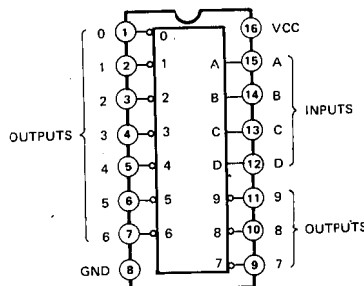 0 1 0 16 VCC
1 2 1 A 15 A
2 3 2 B 14 B
INPUTS
OUTPUTS
3 4 3 C 13 C
4 5 4 D 12 D
5 6 5 9 11 9
6 7 6 8 10 8
OUTPUTS
GND 8 7 9 7